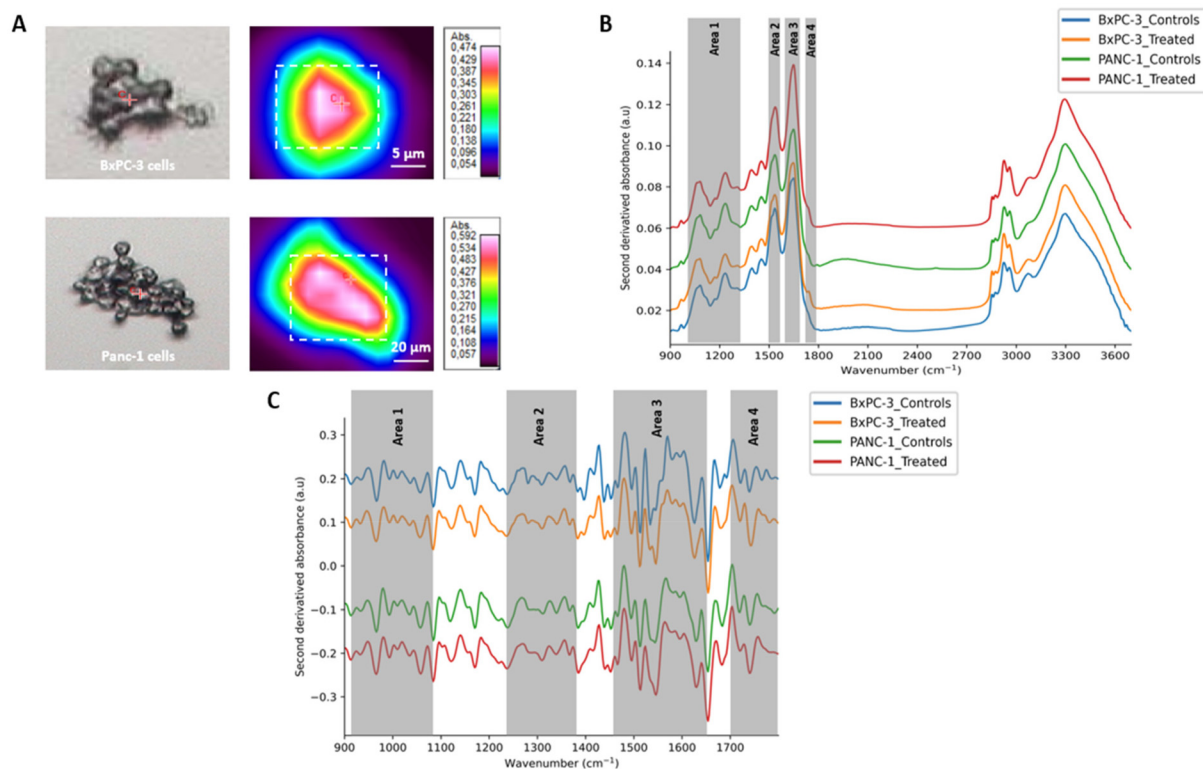 A
BxPC-3 cells
5 µm
Abs.
0,474
0,429
0,387
0,345
0,303
0,261
0,221
0,180
0,138
0,096
0,054
Panc-1 cells
20 µm
Abs.
0,592
0,534
0,483
0,427
0,376
0,321
0,270
0,215
0,164
0,108
0,057
B
Area 1
Area 2
Area 3
Area 4
BxPC-3_Controls
BxPC-3_Treated
PANC-1_Controls
PANC-1_Treated
Second derivatived absorbance (a.u)
0.14
0.12
0.10
0.08
0.06
0.04
0.02
900 1200 1500 1800 2100 2400 2700 3000 3300 3600
Wavenumber (cm⁻¹)
C
Area 1
Area 2
Area 3
Area 4
BxPC-3_Controls
BxPC-3_Treated
PANC-1_Controls
PANC-1_Treated
Second derivatived absorbance (a.u)
0.3
0.2
0.1
0.0
−0.1
−0.2
−0.3
900 1000 1100 1200 1300 1400 1500 1600 1700
Wavenumber (cm⁻¹)